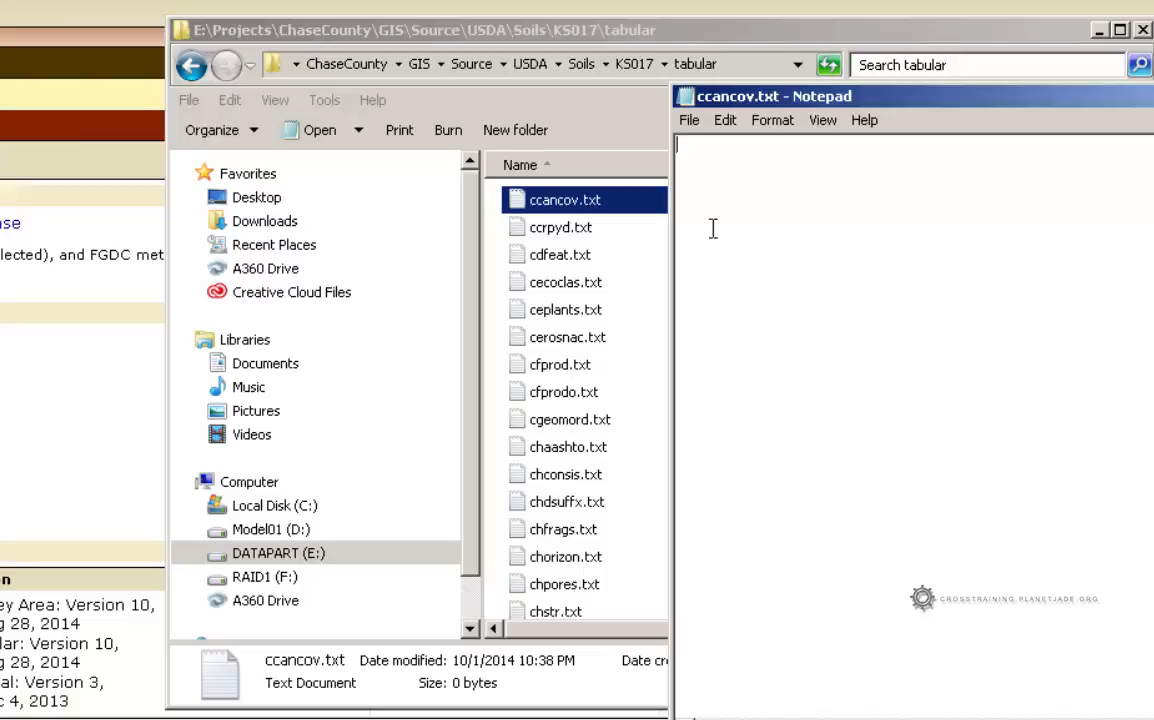 E:\Projects\ChaseCounty\GIS\Source\USDA\Soils\KS017\tabular
ChaseCounty GIS Source USDA Soils KS017 tabular
Search tabular
File Edit View Tools Help
Organize Open Print Burn New folder
ccancov.txt - Notepad
File Edit Format View Help
Favorites
Desktop
Downloads
Recent Places
A360 Drive
Creative Cloud Files
Libraries
Documents
Music
Pictures
Videos
Computer
Local Disk (C:)
Model01 (D:)
DATAPART (E:)
RAID1 (F:)
A360 Drive
Name
ccancov.txt
ccrpyd.txt
cdfeat.txt
cecoclas.txt
ceplants.txt
cerosnac.txt
cfprod.txt
cfprodo.txt
cgeomord.txt
chaashto.txt
chconsis.txt
chdsuffx.txt
chfrags.txt
chorizon.txt
chpores.txt
chstr.txt
ccancov.txt Date modified: 10/1/2014 10:38 PM Date cr
Text Document Size: 0 bytes
ase
lected), and FGDC met
on
ey Area: Version 10,
g 28, 2014
lar: Version 10,
g 28, 2014
al: Version 3,
c 4, 2013
CROSSTRAINING.PLANETJADE.ORG